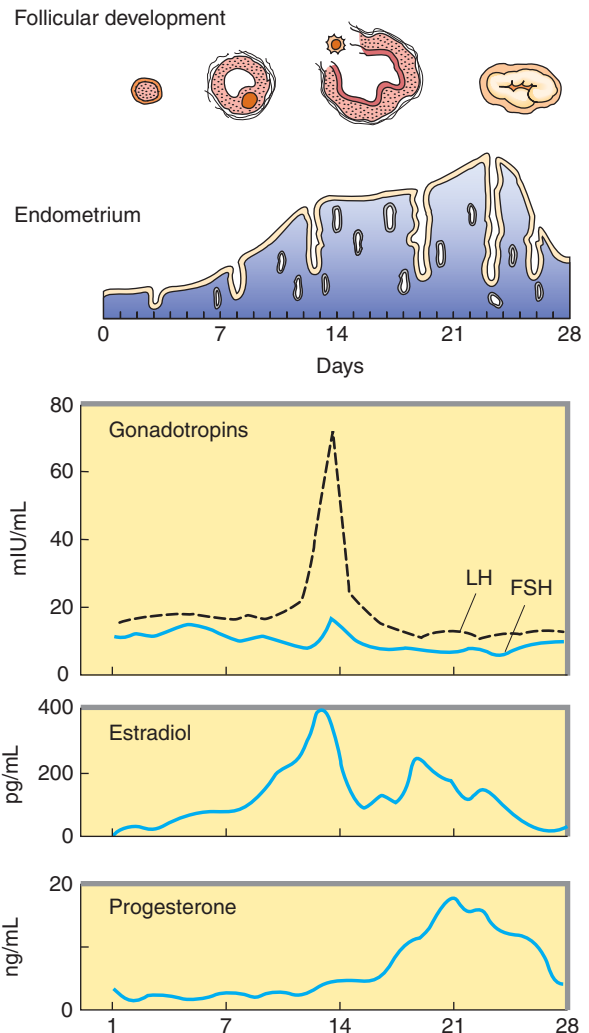 Follicular development
Endometrium
0 7 14 21 28
Days
80
Gonadotropins
60
mIU/mL
40
LH
FSH
20
0
400
Estradiol
pg/mL
200
0
20
Progesterone
ng/mL
0
1 7 14 21 28